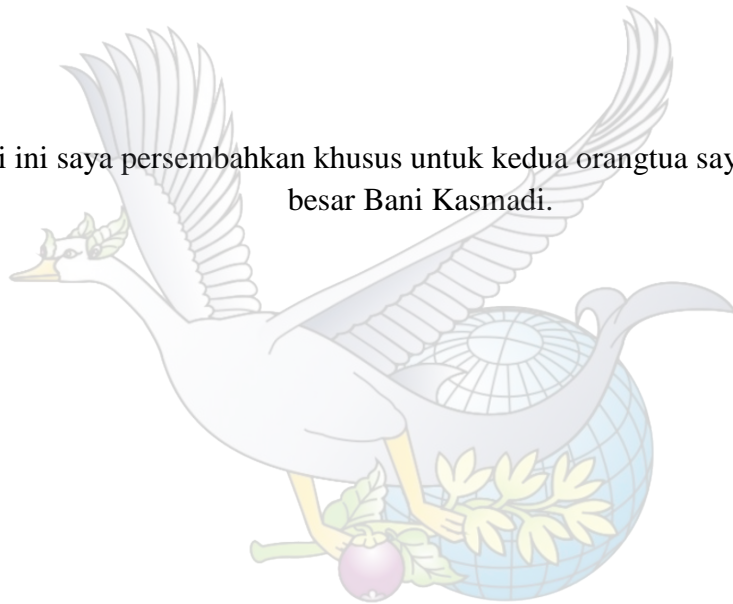 i ini saya persembahkan khusus untuk kedua orangtua say
besar Bani Kasmadi.